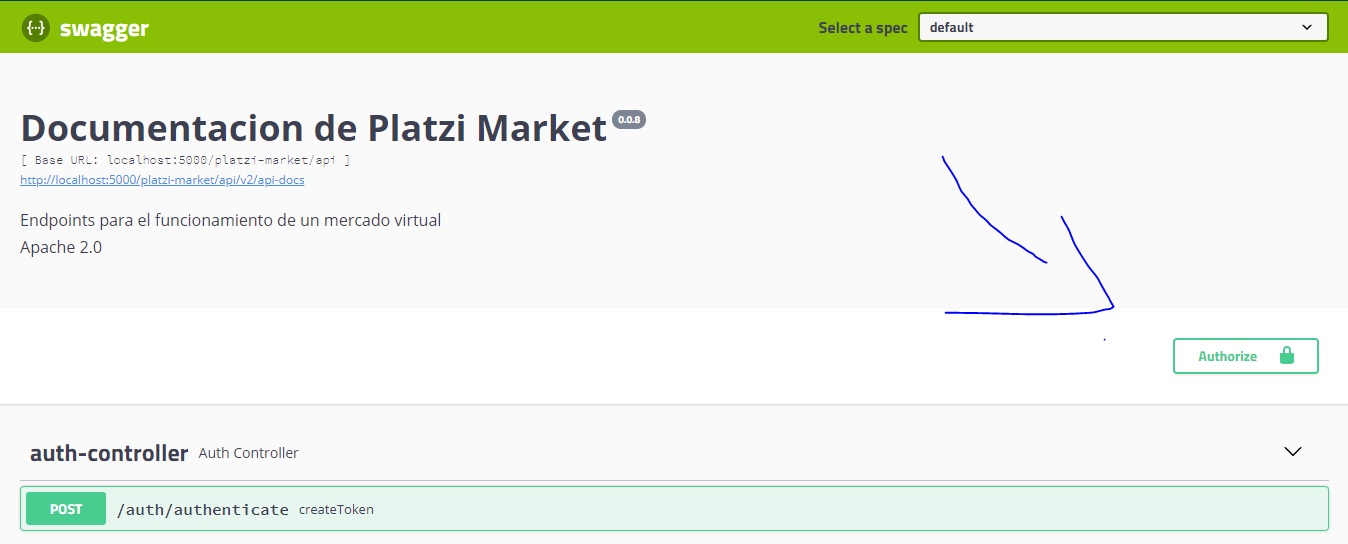 swagger Select a spec default
Documentacion de Platzi Market 0.0.8
[ Base URL: localhost:5000/platzi-market/api ]
http://localhost:5000/platzi-market/api/v2/api-docs
Endpoints para el funcionamiento de un mercado virtual
Apache 2.0
Authorize
auth-controller Auth Controller
POST /auth/authenticate createToken